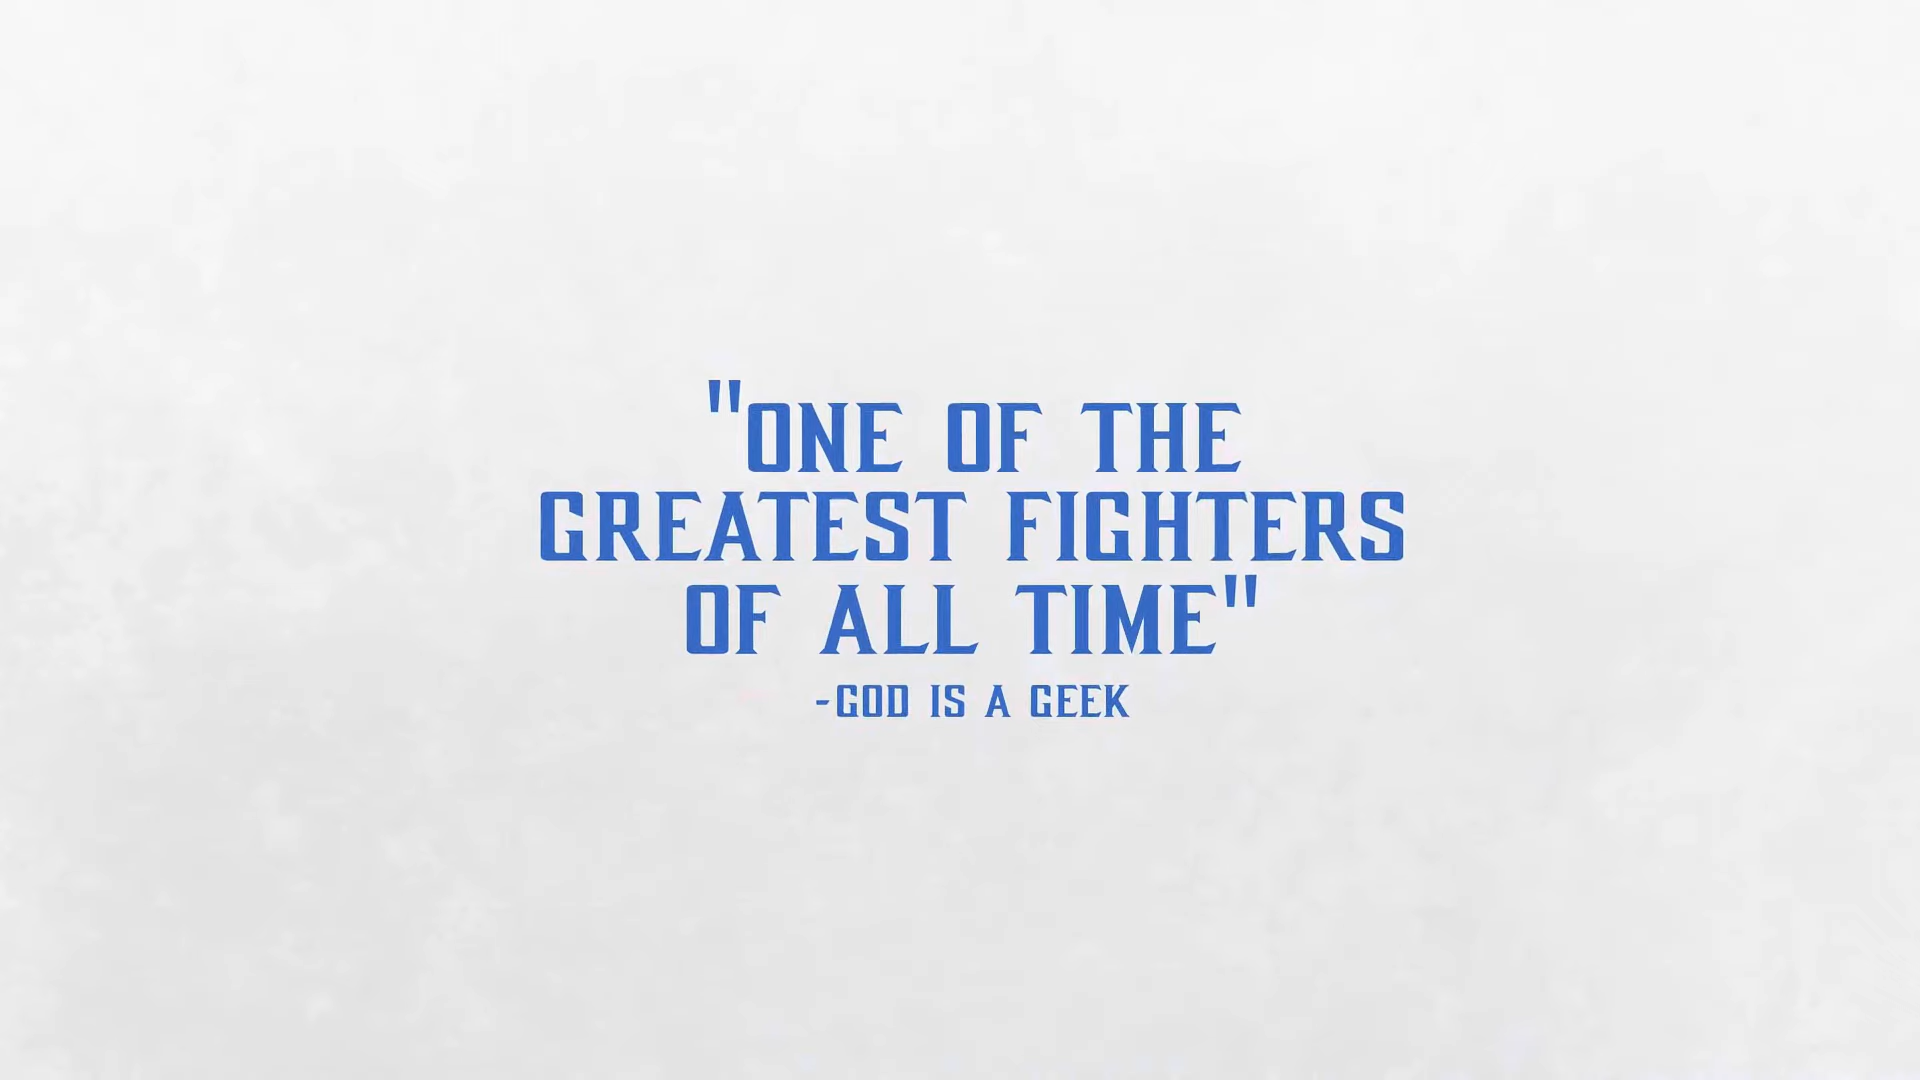 "ONE OF THE
GREATEST FIGHTERS
OF ALL TIME"
-GOD IS A GEEK